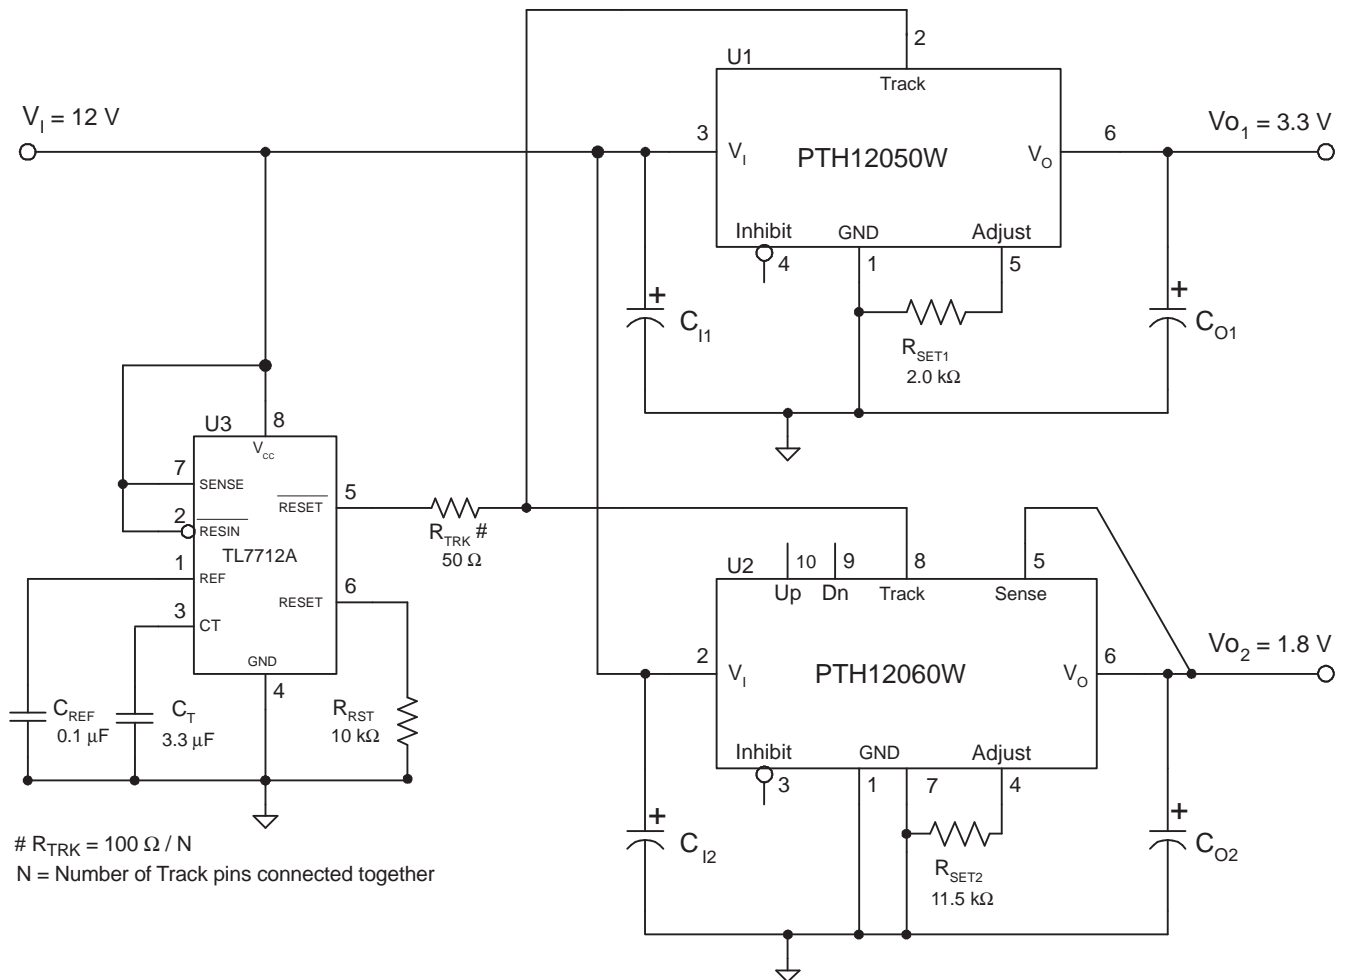 V_I = 12 V
U1
2
Track
3
V_I
PTH12050W
V_O
6
Vo_1 = 3.3 V
Inhibit
4
GND
1
Adjust
5
+
C_I1
R_SET1
2.0 kΩ
+
C_O1
U3
8
V_cc
7
SENSE
2
RESIN
TL7712A
1
REF
3
CT
RESET
5
RESET
6
GND
4
R_TRK #
50 Ω
C_REF
0.1 µF
C_T
3.3 µF
R_RST
10 kΩ
U2
10
Up
9
Dn
8
Track
5
Sense
2
V_I
PTH12060W
V_O
6
Vo_2 = 1.8 V
Inhibit
3
GND
1
7
Adjust
4
+
C_I2
R_SET2
11.5 kΩ
+
C_O2
# R_TRK = 100 Ω / N
N = Number of Track pins connected together